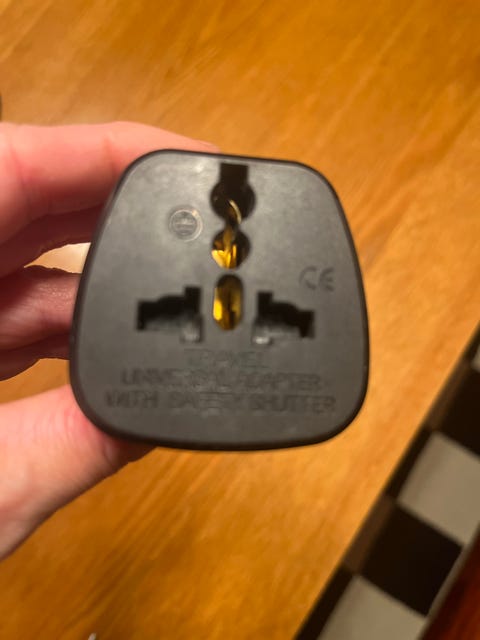 CE
TRAVEL
UNIVERSAL ADAPTER
WITH SAFETY SHUTTER